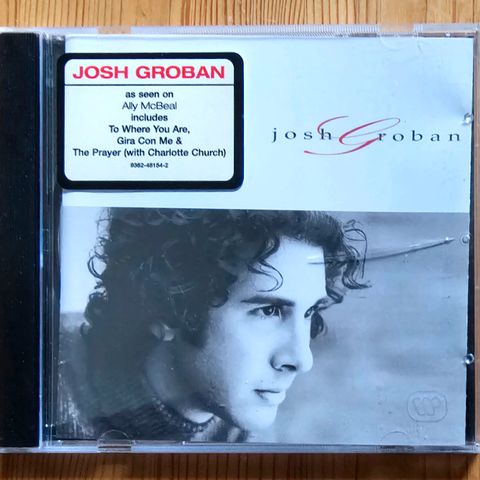 JOSH GROBAN
as seen on
Ally McBeal
includes
To Where You Are,
Gira Con Me &
The Prayer (with Charlotte Church)
9362-48154-2
josh Groban